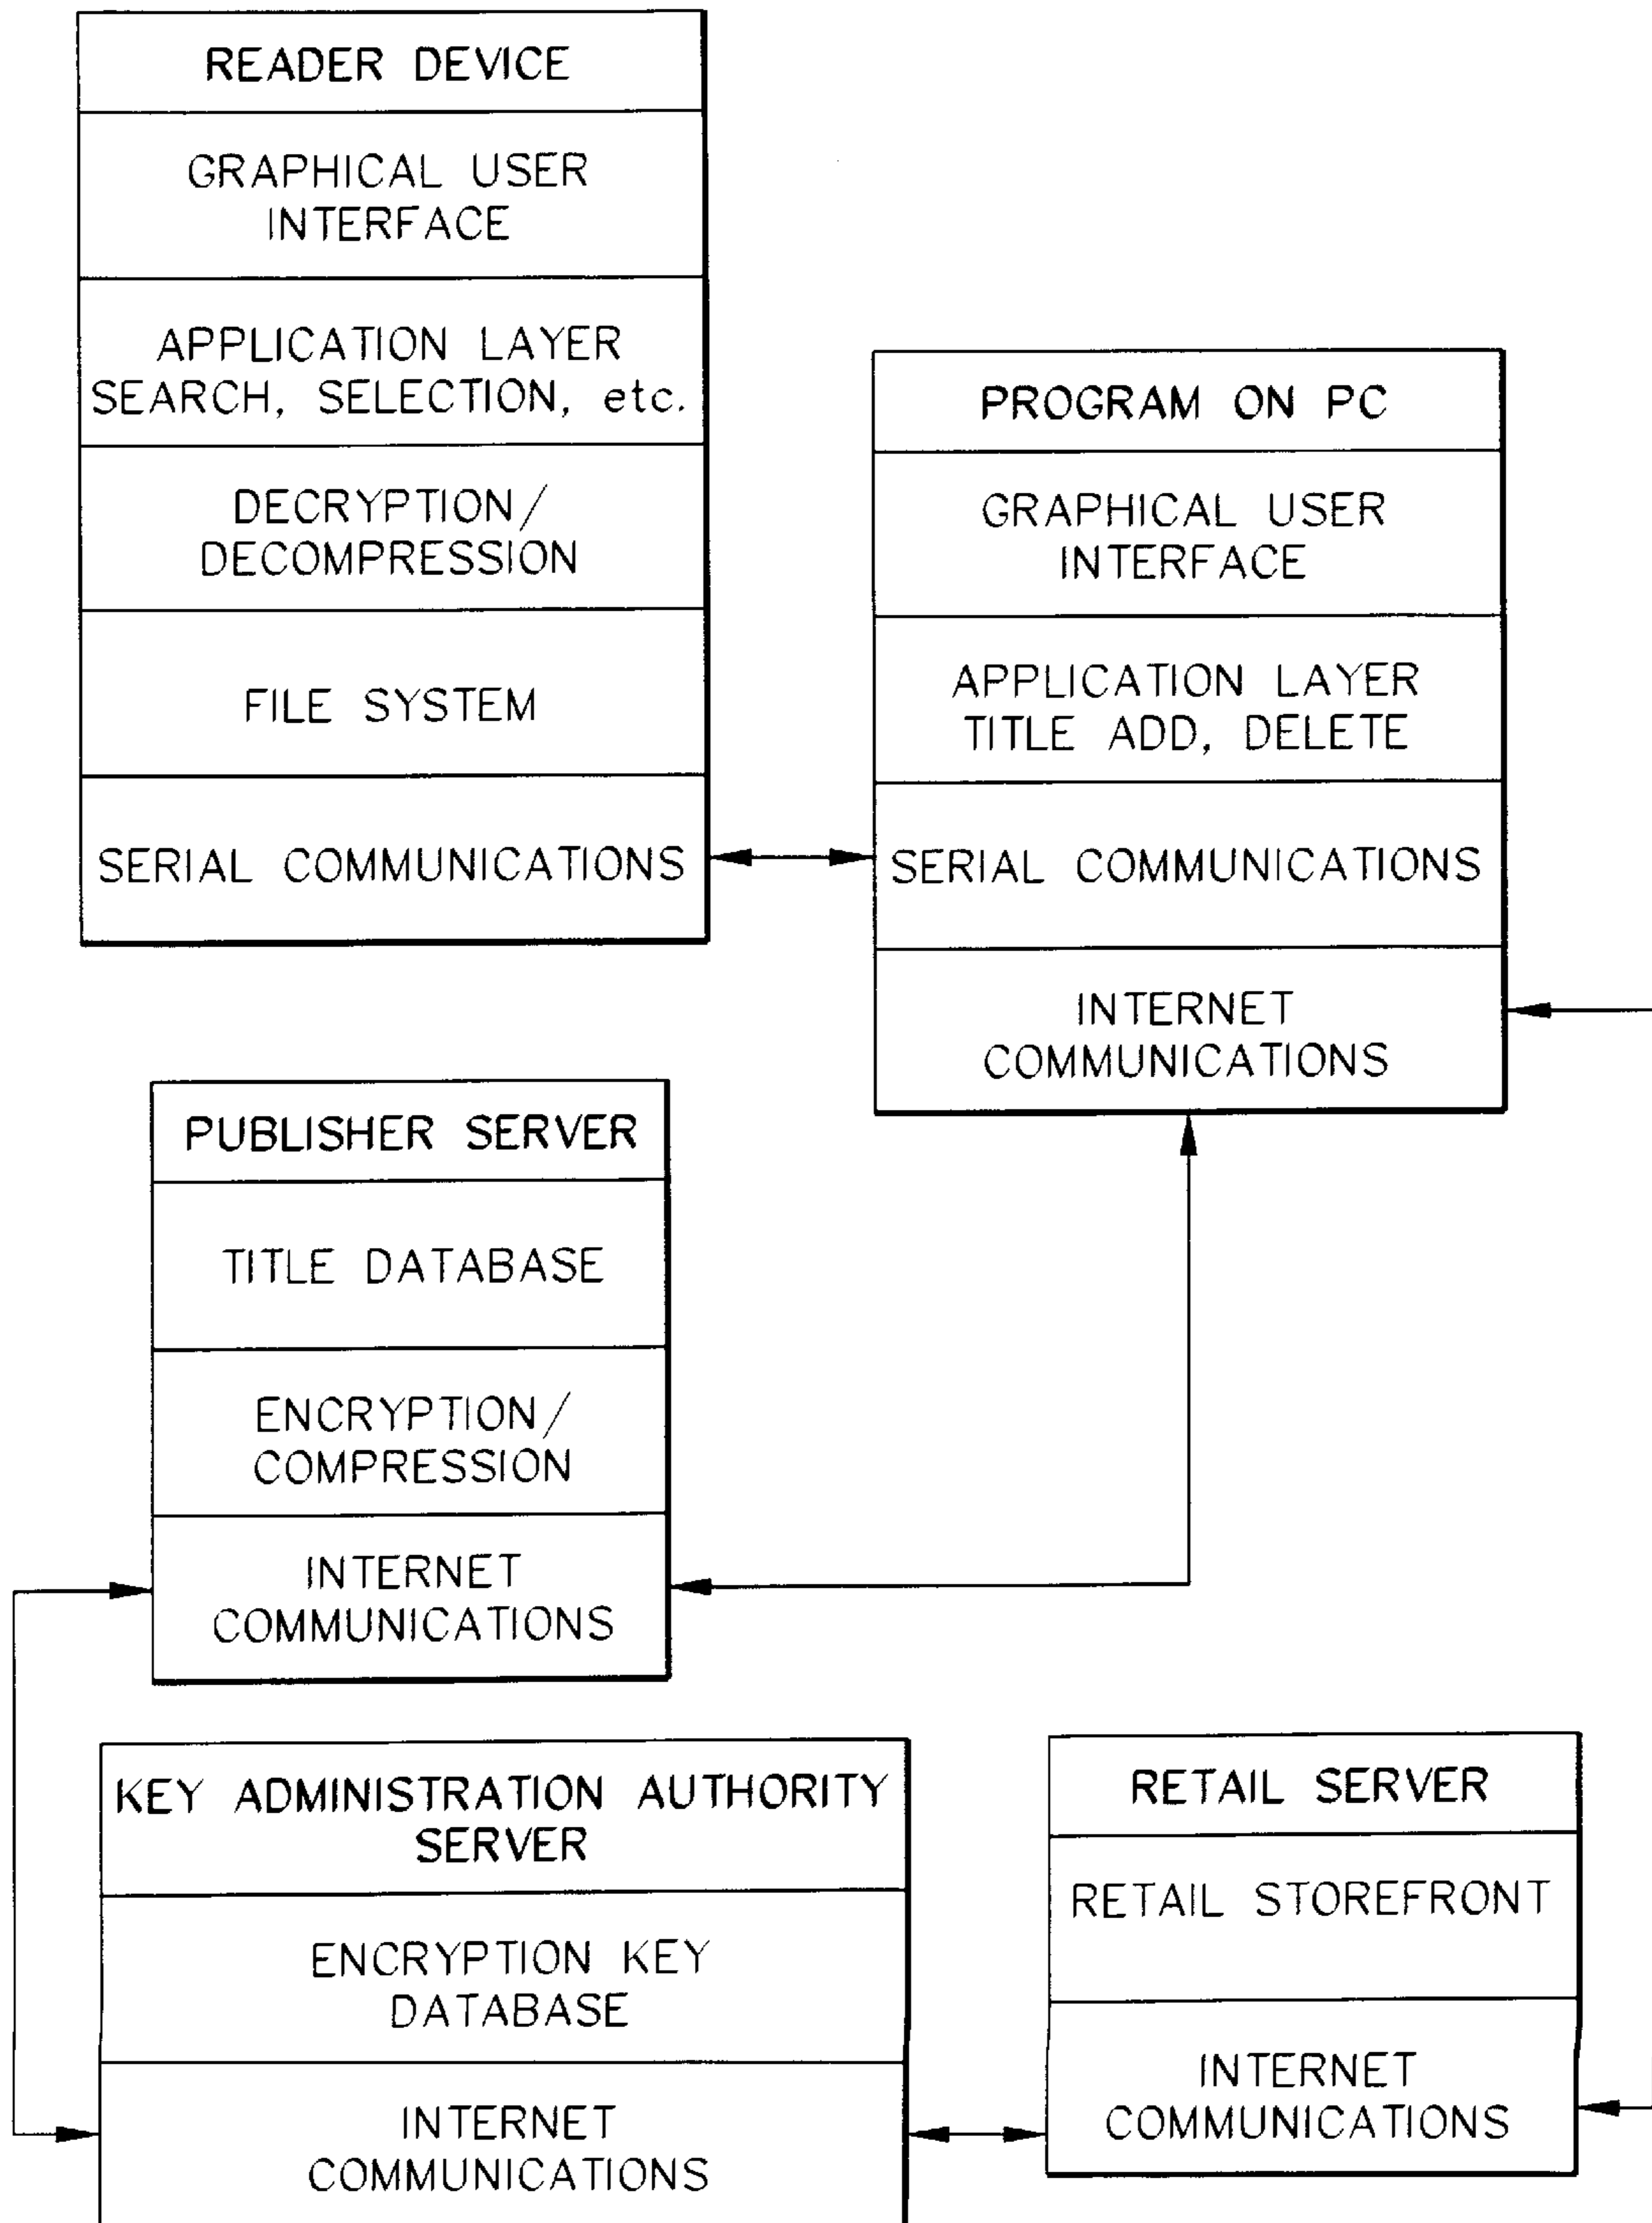 READER DEVICE
GRAPHICAL USER
INTERFACE
APPLICATION LAYER
SEARCH, SELECTION, etc.
DECRYPTION/
DECOMPRESSION
FILE SYSTEM
SERIAL COMMUNICATIONS
PROGRAM ON PC
GRAPHICAL USER
INTERFACE
APPLICATION LAYER
TITLE ADD, DELETE
SERIAL COMMUNICATIONS
INTERNET
COMMUNICATIONS
PUBLISHER SERVER
TITLE DATABASE
ENCRYPTION/
COMPRESSION
INTERNET
COMMUNICATIONS
KEY ADMINISTRATION AUTHORITY
SERVER
ENCRYPTION KEY
DATABASE
INTERNET
COMMUNICATIONS
RETAIL SERVER
RETAIL STOREFRONT
INTERNET
COMMUNICATIONS